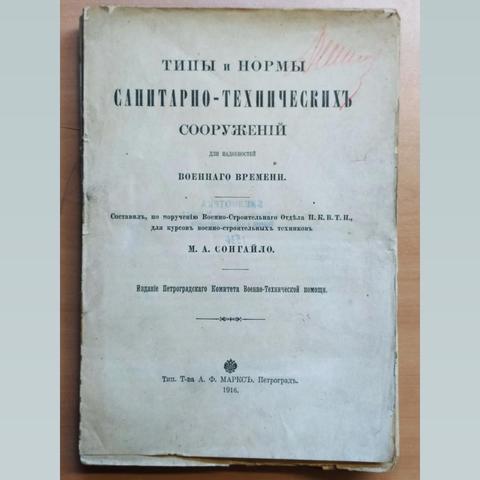 ТИПЫ и НОРМЫ
САНИТАРНО-ТЕХНИЧЕСКИХЪ
СООРУЖЕНІЙ
для надобностей
ВОЕННАГО ВРЕМЕНИ.
БИБЛИОТЕКА
Составилъ, по порученію Военно-Строительнаго Отдѣла П. К. В. Т. П.,
для курсовъ военно-строительныхъ техниковъ
М. А. СОНГАЙЛО.
Изданіе Петроградскаго Комитета Военно-Технической помощи.
Тип. Т-ва А. Ф. МАРКСЪ, Петроградъ.
1916.